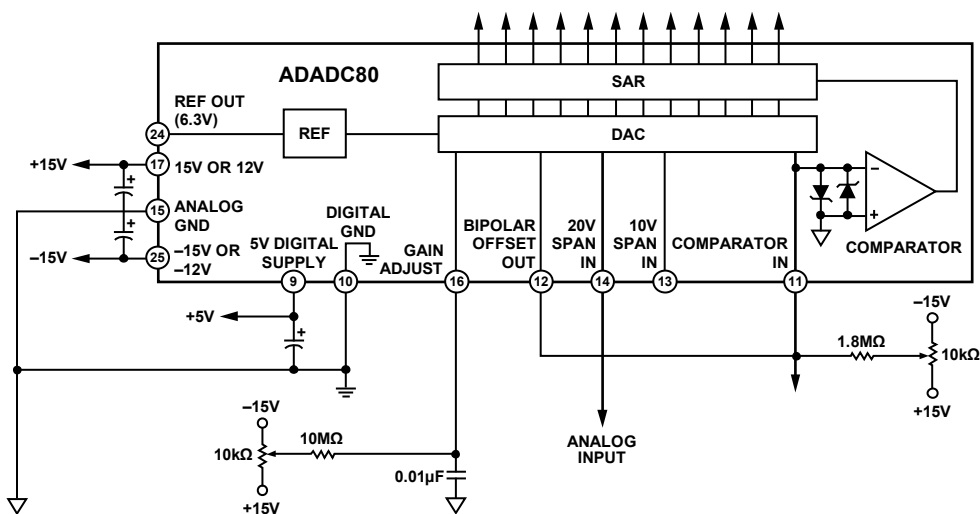 ADADC80
SAR
DAC
REF
REF OUT
(6.3V)
24
+15V
17
15V OR 12V
15
ANALOG
GND
–15V
25
–15V OR
–12V
5V DIGITAL
SUPPLY
DIGITAL
GND
GAIN
ADJUST
BIPOLAR
OFFSET
OUT
20V
SPAN
IN
10V
SPAN
IN
COMPARATOR
IN
–
+
COMPARATOR
9
10
16
12
14
13
11
+5V
–15V
1.8MΩ
10kΩ
+15V
–15V
10MΩ
10kΩ
+15V
0.01µF
ANALOG
INPUT
+
+
+